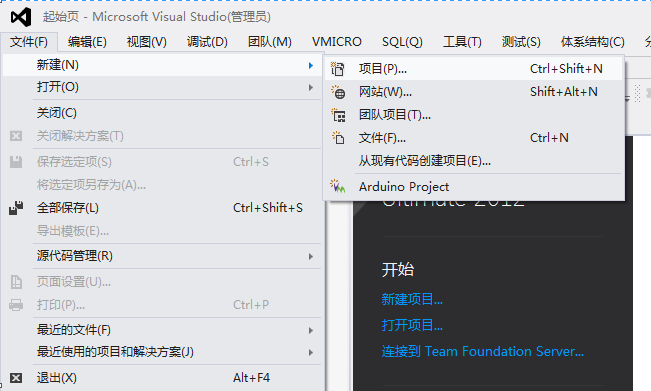 起始页 - Microsoft Visual Studio(管理员)
文件(F) 编辑(E) 视图(V) 调试(D) 团队(M) VMICRO SQL(Q) 工具(T) 测试(S) 体系结构(C)
新建(N)
打开(O)
关闭(C)
关闭解决方案(T)
保存选定项(S) Ctrl+S
将选定项另存为(A)...
全部保存(L) Ctrl+Shift+S
导出模板(E)...
源代码管理(R)
页面设置(U)...
打印(P)... Ctrl+P
最近的文件(F)
最近使用的项目和解决方案(J)
退出(X) Alt+F4
项目(P)... Ctrl+Shift+N
网站(W)... Shift+Alt+N
团队项目(T)...
文件(F)... Ctrl+N
从现有代码创建项目(E)...
Arduino Project
Ultimate 2012
开始
新建项目...
打开项目...
连接到 Team Foundation Server...